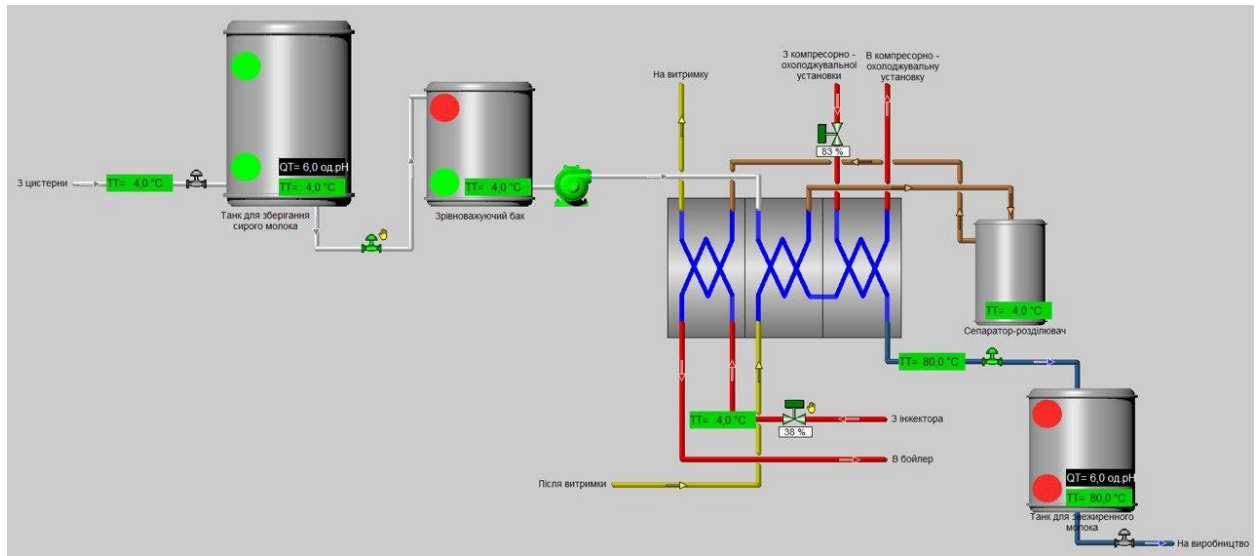 З компресорно -
охолоджувальної
установки
В компресорно -
охолоджувальну
установку
На витримку
83 %
QT= 6,0 од.pH
З цистерни
TT= 4,0 °C
TT= 4,0 °C
TT= 4,0 °C
Танк для зберігання
сирого молока
Зрівноважуючий бак
TT= 4,0 °C
Сепаратор-розділювач
TT= 80,0 °C
TT= 4,0 °C
38 %
З інжектора
В бойлер
Після витримки
QT= 6,0 од.pH
TT= 80,0 °C
Танк для знежиренного
молока
На виробництво